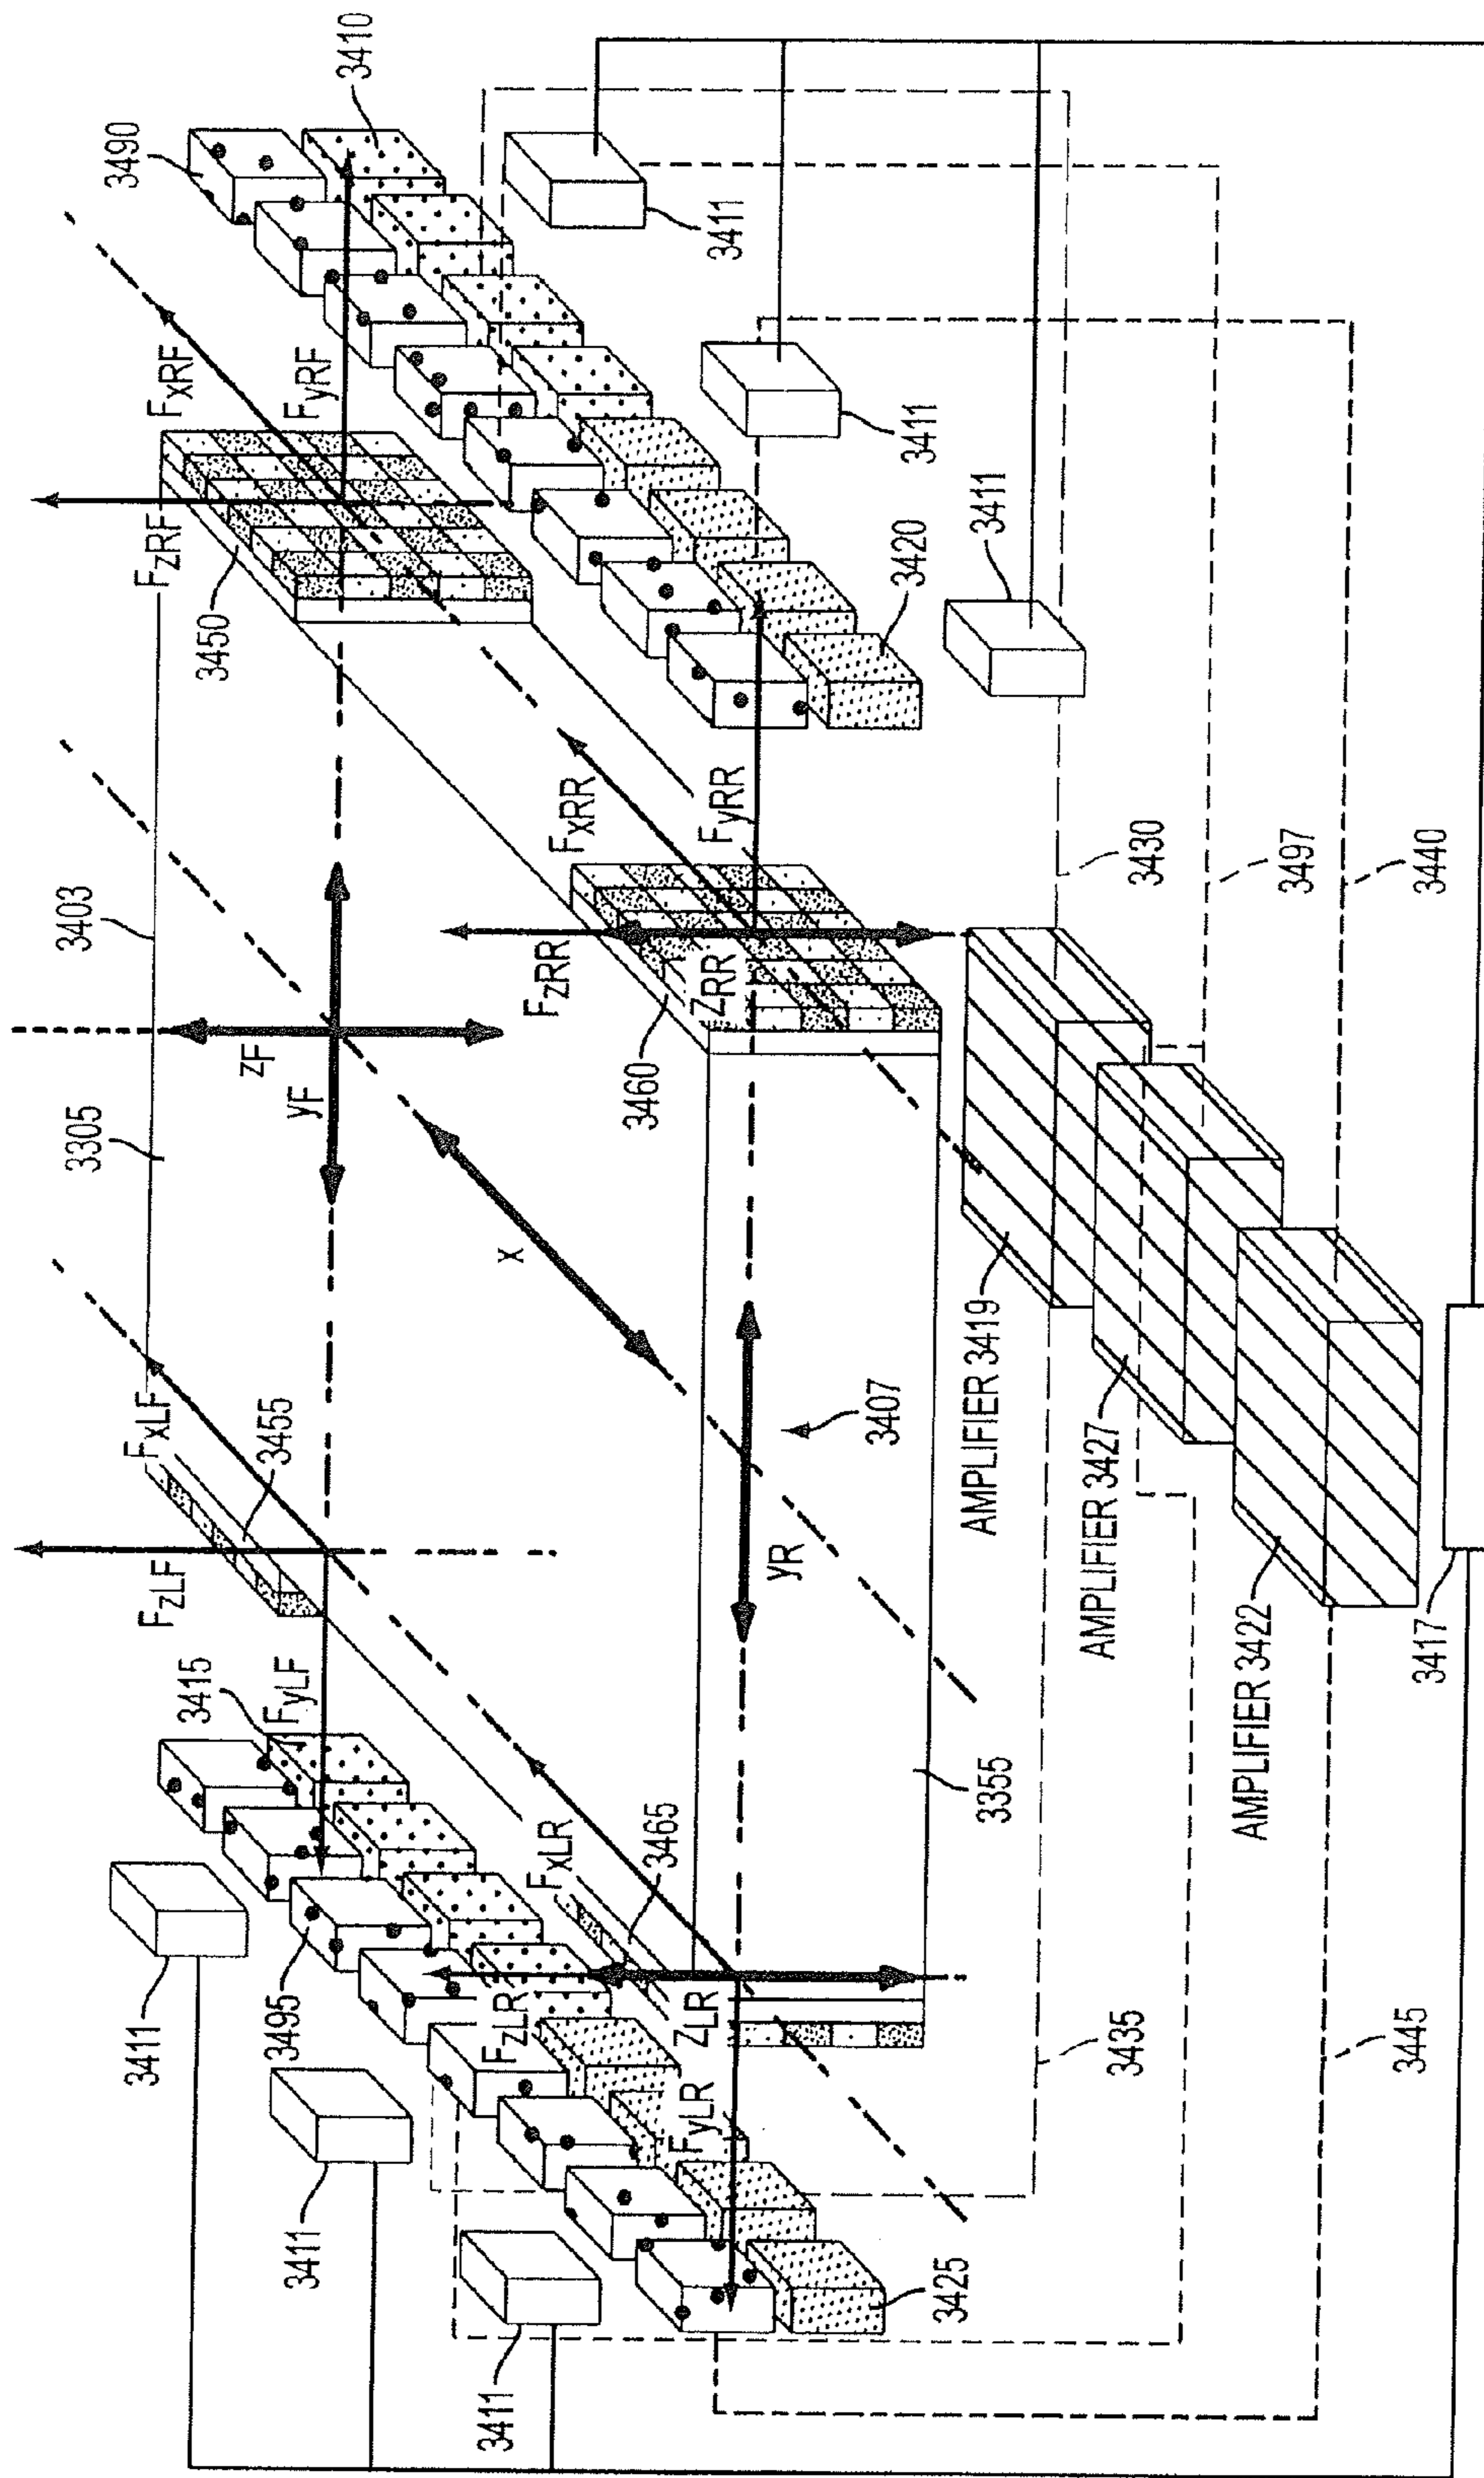 3490
3410
FxRF
FyRF
FzRF
3450
3411
3411
3411
3420
3403
3305
zF
yF
x
FxRR
FyRR
FzRR
zRR
3460
3430
3497
3440
FxLF
3455
FzLF
3415
FyLF
3407
yR
AMPLIFIER 3419
AMPLIFIER 3427
AMPLIFIER 3422
3417
3355
FxLR
3465
3495
FzLR
zLR
FyLR
3411
3411
3411
3425
3435
3445